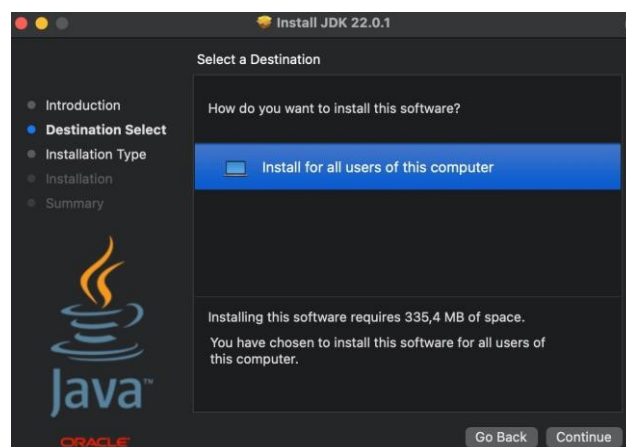 Install JDK 22.0.1
Select a Destination
Introduction
Destination Select
Installation Type
Installation
Summary
How do you want to install this software?
Install for all users of this computer
Installing this software requires 335,4 MB of space.
You have chosen to install this software for all users of
this computer.
Java™
ORACLE
Go Back
Continue